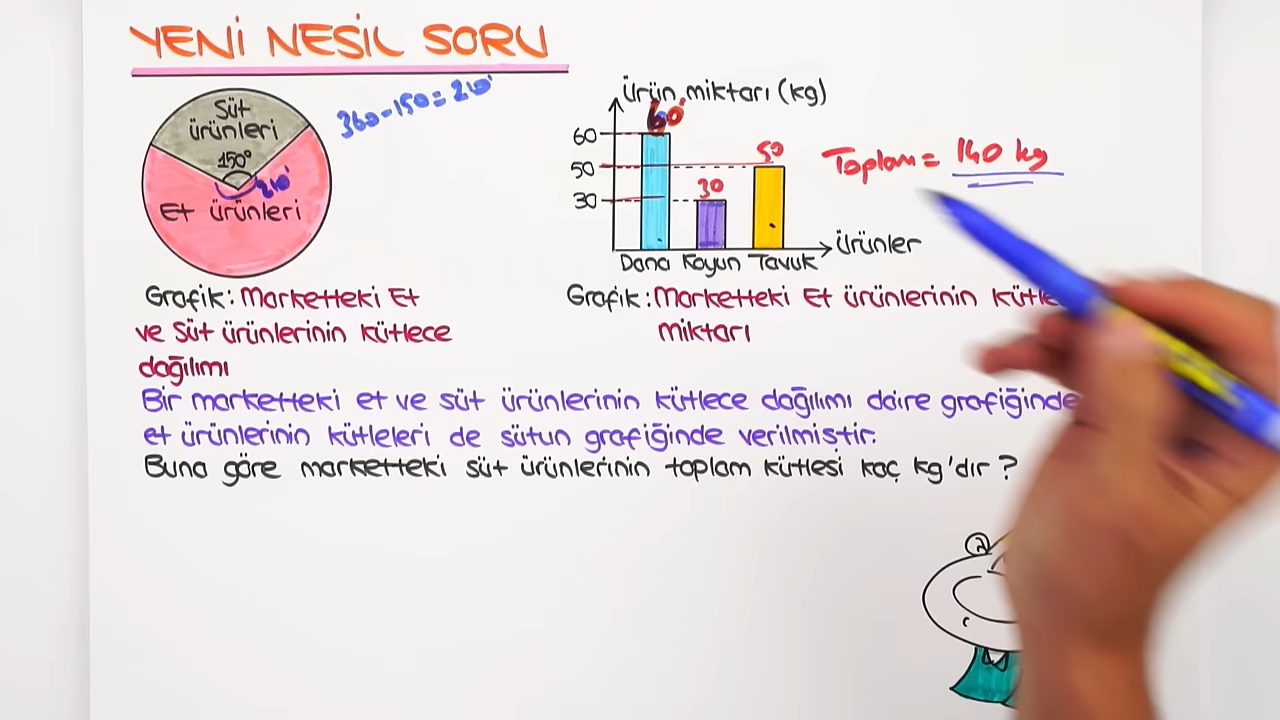 YENİ NESİL SORU
Süt
ürünleri
150°
210°
Et ürünleri
360-150=210°
Ürün miktarı (kg)
60
60
50
50
30
30
Dana Koyun Tavuk
Ürünler
Toplam = 140 kg
Grafik: Marketteki Et
ve Süt ürünlerinin kütlece
dağılımı
Grafik: Marketteki Et ürünlerinin
miktarı
Bir marketteki et ve süt ürünlerinin kütlece dağılımı daire grafiğinde
et ürünlerinin kütleleri de sütun grafiğinde verilmiştir.
Buna göre marketteki süt ürünlerinin toplam kütlesi kaç kg'dır ?